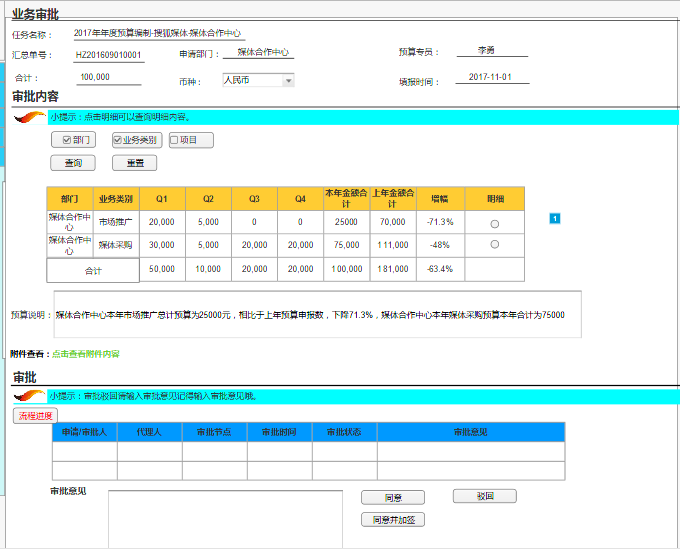 业务审批
任务名称： 2017年年度预算编制-搜狐媒体-媒体合作中心
汇总单号： HZ201609010001 申请部门： 媒体合作中心 预算专员： 李勇
合计： 100,000 币种： 人民币 填报时间： 2017-11-01
审批内容
小提示：点击明细可以查询明细内容。
部门 业务类别 项目
查询 重置
部门 业务类别 Q1 Q2 Q3 Q4 本年金额合计 上年金额合计 增幅 明细
媒体合作中心 市场推广 20,000 5,000 0 0 25000 70,000 -71.3%
1
媒体合作中心 媒体采购 30,000 5,000 20,000 20,000 75,000 111,000 -48%
合计 50,000 10,000 20,000 20,000 100,000 181,000 -63.4%
预算说明： 媒体合作中心本年市场推广总计预算为25000元，相比于上年预算申报数，下降71.3%，媒体合作中心本年媒体采购预算本年合计为75000
附件查看：点击查看附件内容
审批
小提示：审批驳回请输入审批意见记得输入审批意见哦。
流程进度
申请/审批人 代理人 审批节点 审批时间 审批状态 审批意见
审批意见
同意 驳回
同意并加签